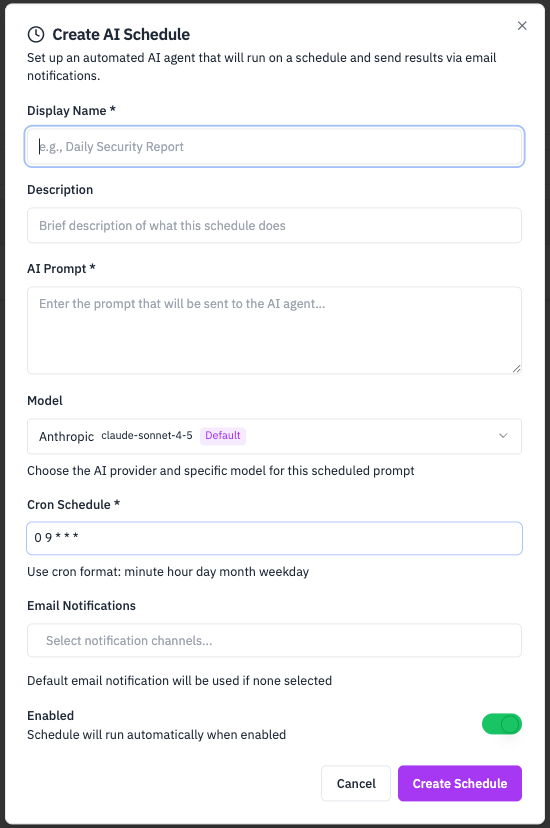 Create AI Schedule
Set up an automated AI agent that will run on a schedule and send results via email
notifications.
Display Name *
e.g., Daily Security Report
Description
Brief description of what this schedule does
AI Prompt *
Enter the prompt that will be sent to the AI agent...
Model
Anthropic claude-sonnet-4-5 Default
Choose the AI provider and specific model for this scheduled prompt
Cron Schedule *
0 9 * * *
Use cron format: minute hour day month weekday
Email Notifications
Select notification channels...
Default email notification will be used if none selected
Enabled
Schedule will run automatically when enabled
Cancel Create Schedule